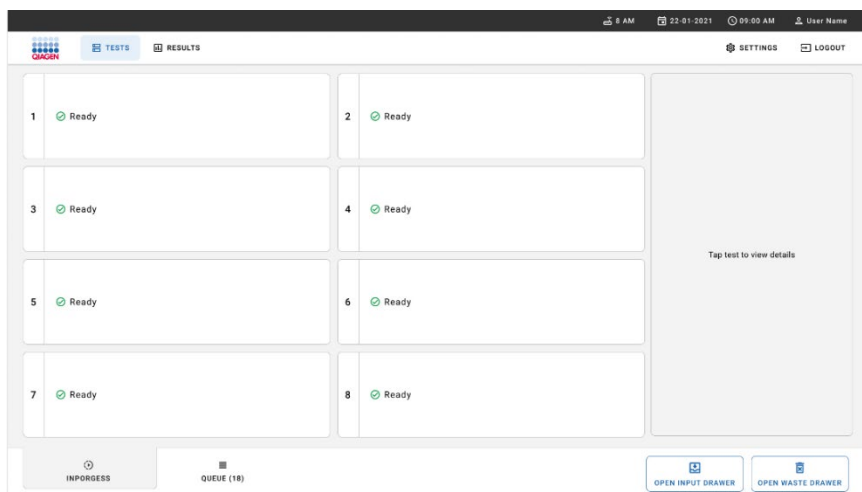 8 AM 22-01-2021 09:00 AM User Name
QIAGEN TESTS RESULTS SETTINGS LOGOUT
1 Ready 2 Ready
3 Ready 4 Ready
Tap test to view details
5 Ready 6 Ready
7 Ready 8 Ready
INPORGESS QUEUE (18) OPEN INPUT DRAWER OPEN WASTE DRAWER